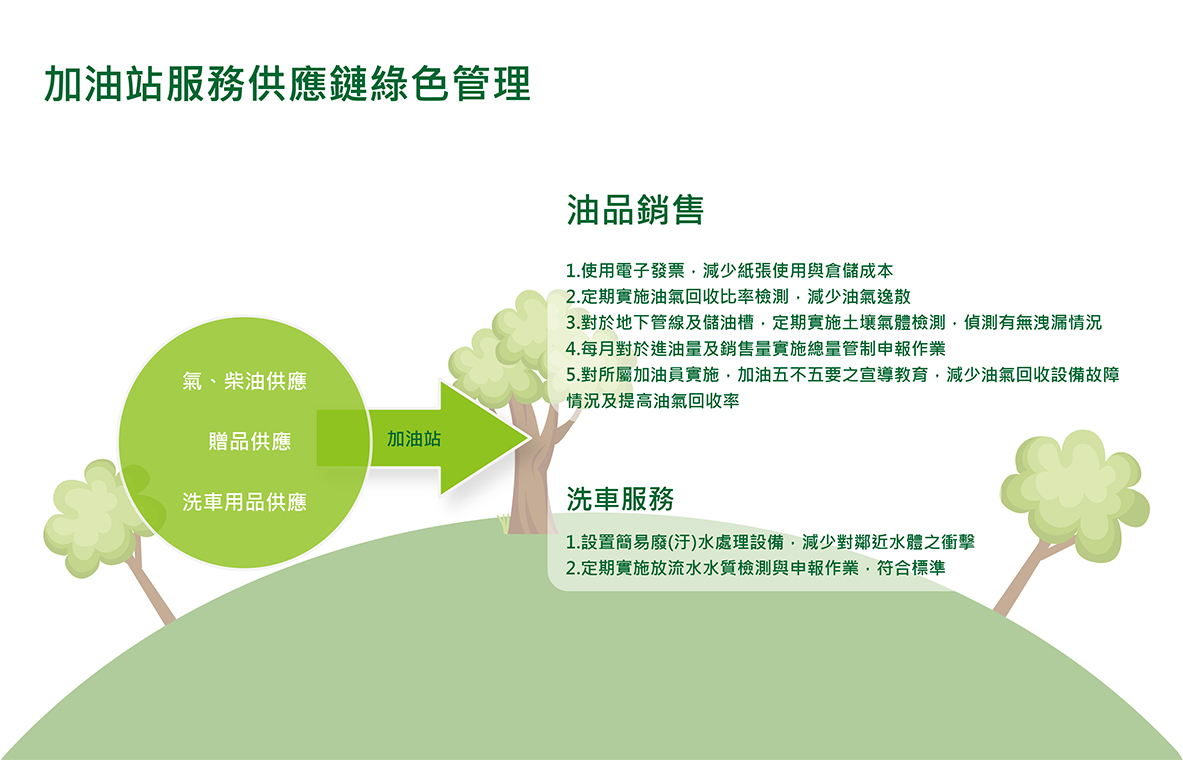 加油站服務供應鏈綠色管理
油品銷售
1.使用電子發票，減少紙張使用與倉儲成本
2.定期實施油氣回收比率檢測，減少油氣逸散
3.對於地下管線及儲油槽，定期實施土壤氣體檢測，偵測有無洩漏情況
4.每月對於進油量及銷售量實施總量管制申報作業
5.對所屬加油員實施，加油五不五要之宣導教育，減少油氣回收設備故障
情況及提高油氣回收率
氣、柴油供應
贈品供應
洗車用品供應
加油站
洗車服務
1.設置簡易廢(汙)水處理設備，減少對鄰近水體之衝擊
2.定期實施放流水水質檢測與申報作業，符合標準